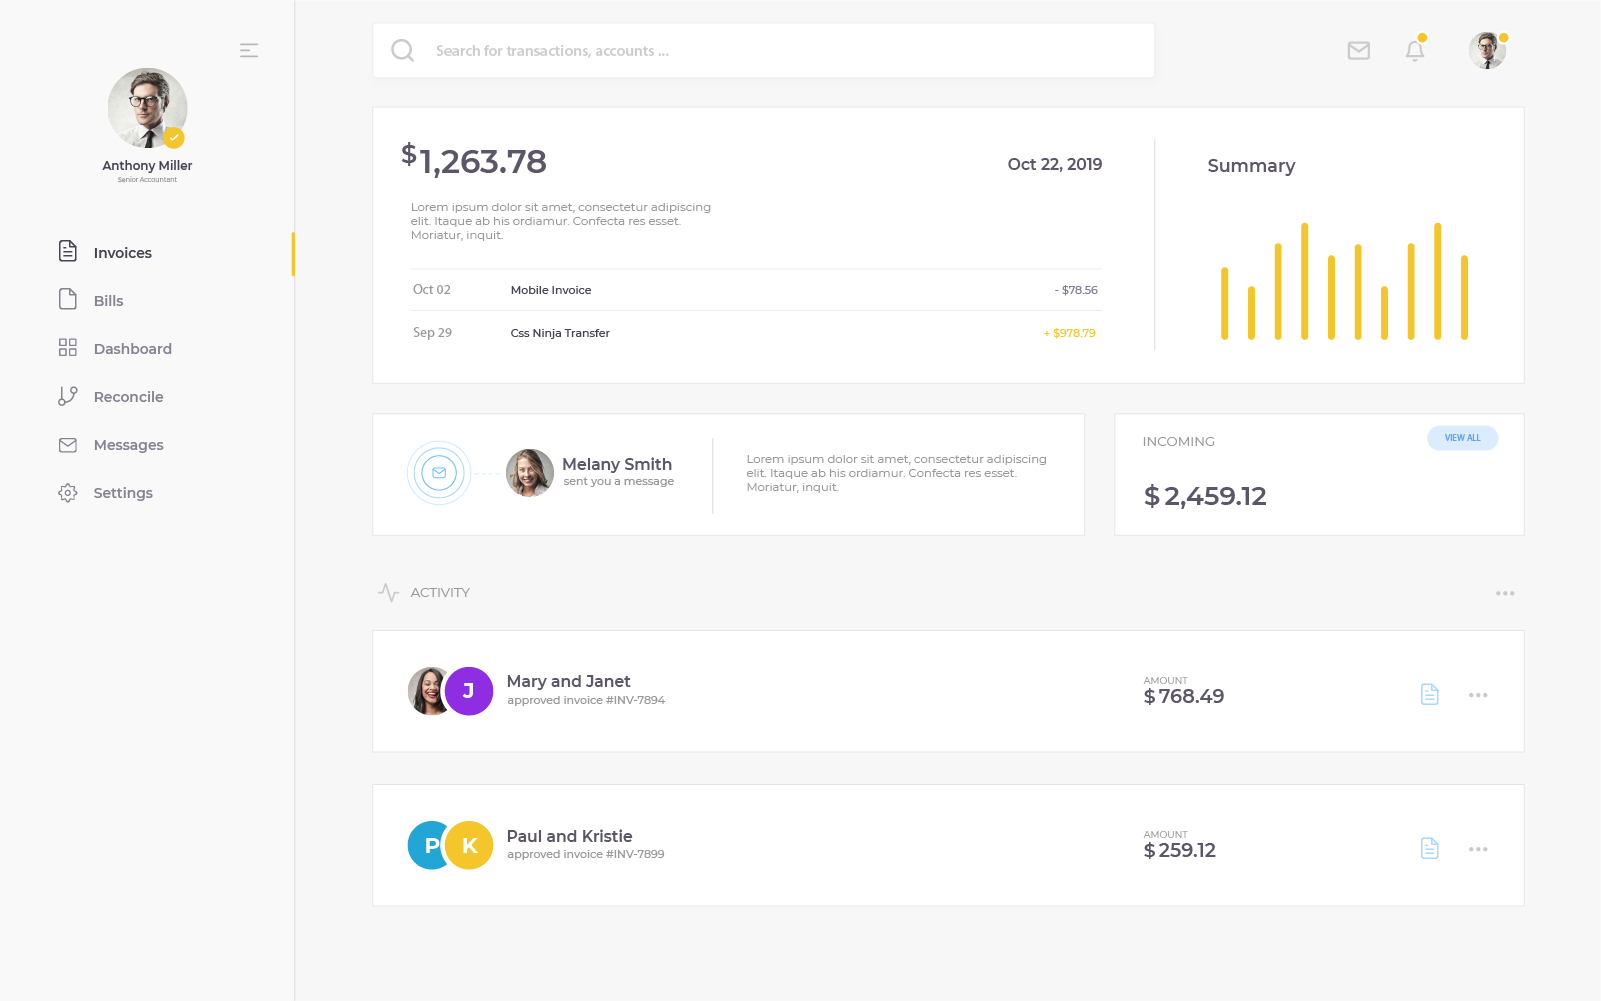 Anthony Miller
Senior Accountant
Invoices
Bills
Dashboard
Reconcile
Messages
Settings
Search for transactions, accounts ...
$1,263.78
Oct 22, 2019
Lorem ipsum dolor sit amet, consectetur adipiscing
elit. Itaque ab his ordiamur. Confecta res esset.
Moriatur, inquit.
Oct 02 Mobile Invoice - $78.56
Sep 29 Css Ninja Transfer + $978.79
Summary
Melany Smith
sent you a message
Lorem ipsum dolor sit amet, consectetur adipiscing
elit. Itaque ab his ordiamur. Confecta res esset.
Moriatur, inquit.
INCOMING
VIEW ALL
$ 2,459.12
ACTIVITY
J
Mary and Janet
approved invoice #INV-7894
AMOUNT
$ 768.49
P K
Paul and Kristie
approved invoice #INV-7899
AMOUNT
$ 259.12